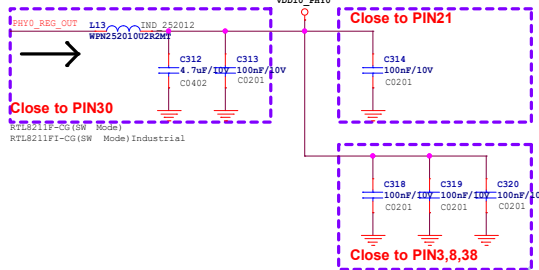 VDD10_PHY0
PHY0_REG_OUT
L13
IND_252012
WPN252010U2R2MT
Close to PIN21
C312
4.7uF/10V
C0402
C313
100nF/10V
C0201
C314
100nF/10V
C0201
Close to PIN30
RTL8211F-CG(SW Mode)
RTL8211FI-CG(SW Mode)Industrial
C318
100nF/10V
C0201
C319
100nF/10V
C0201
C320
100nF/10
C0201
Close to PIN3,8,38